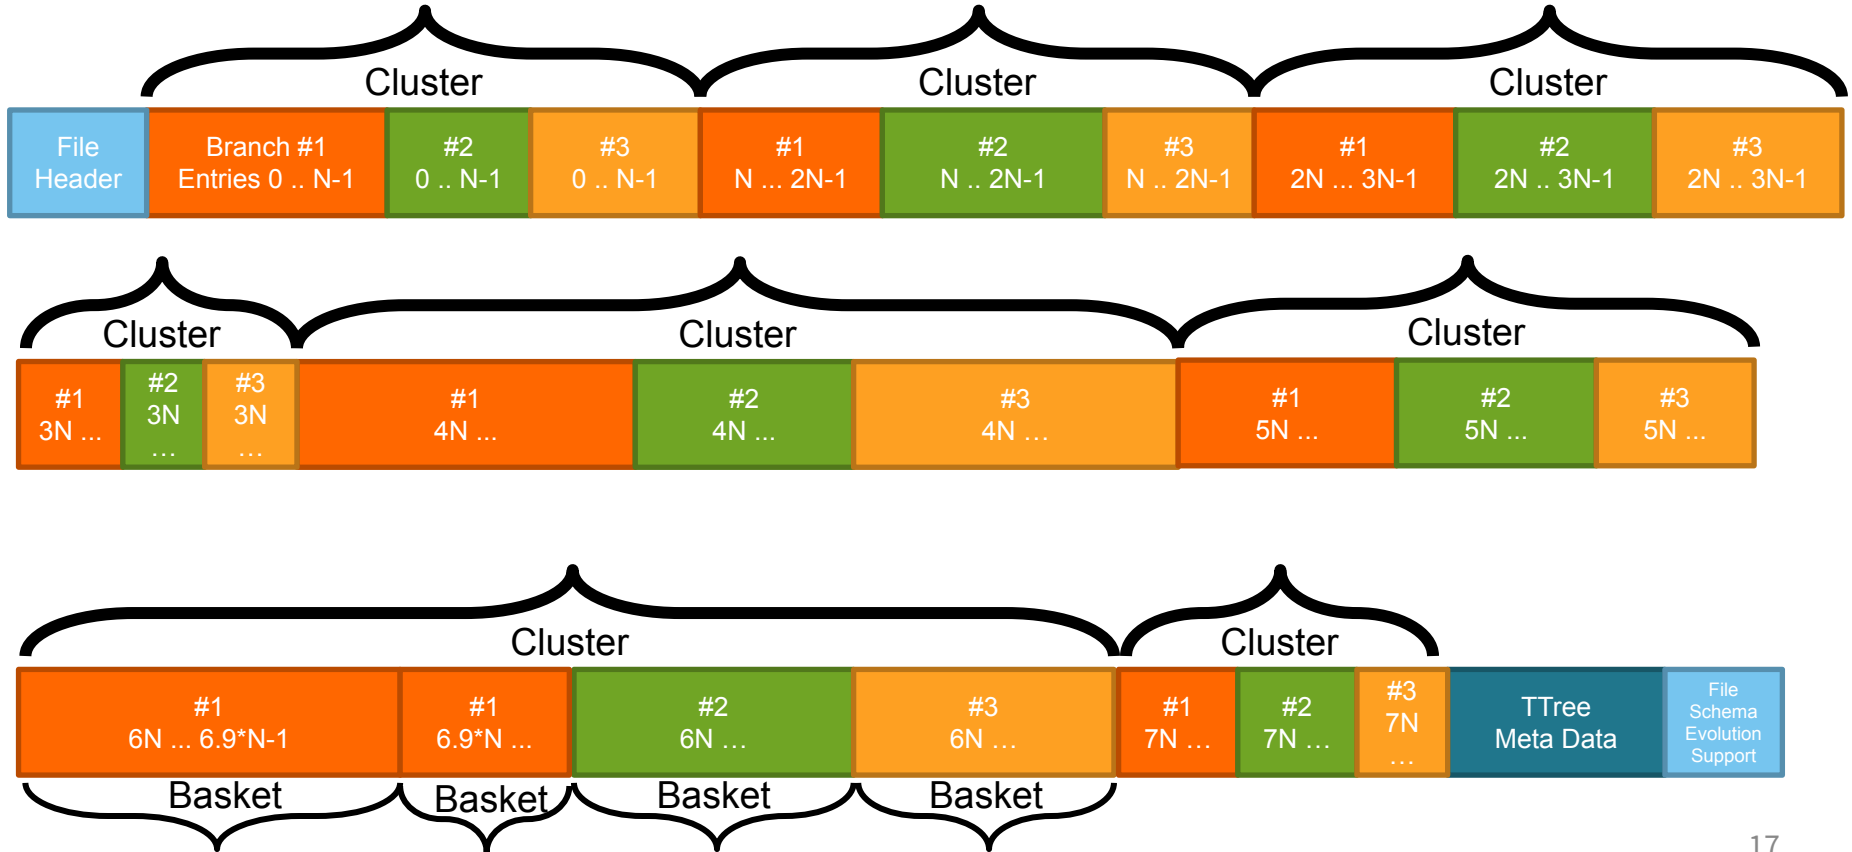 Cluster
Cluster
Cluster
File
Header
Branch #1
Entries 0 .. N-1
#2
0 .. N-1
#3
0 .. N-1
#1
N ... 2N-1
#2
N .. 2N-1
#3
N .. 2N-1
#1
2N ... 3N-1
#2
2N .. 3N-1
#3
2N .. 3N-1
Cluster
Cluster
Cluster
#1
3N ...
#2
3N
…
#3
3N
…
#1
4N ...
#2
4N ...
#3
4N …
#1
5N ...
#2
5N ...
#3
5N ...
Cluster
Cluster
#1
6N ... 6.9*N-1
#1
6.9*N ...
#2
6N …
#3
6N …
#1
7N …
#2
7N …
#3
7N
…
TTree
Meta Data
File
Schema
Evolution
Support
Basket
Basket
Basket
Basket
17